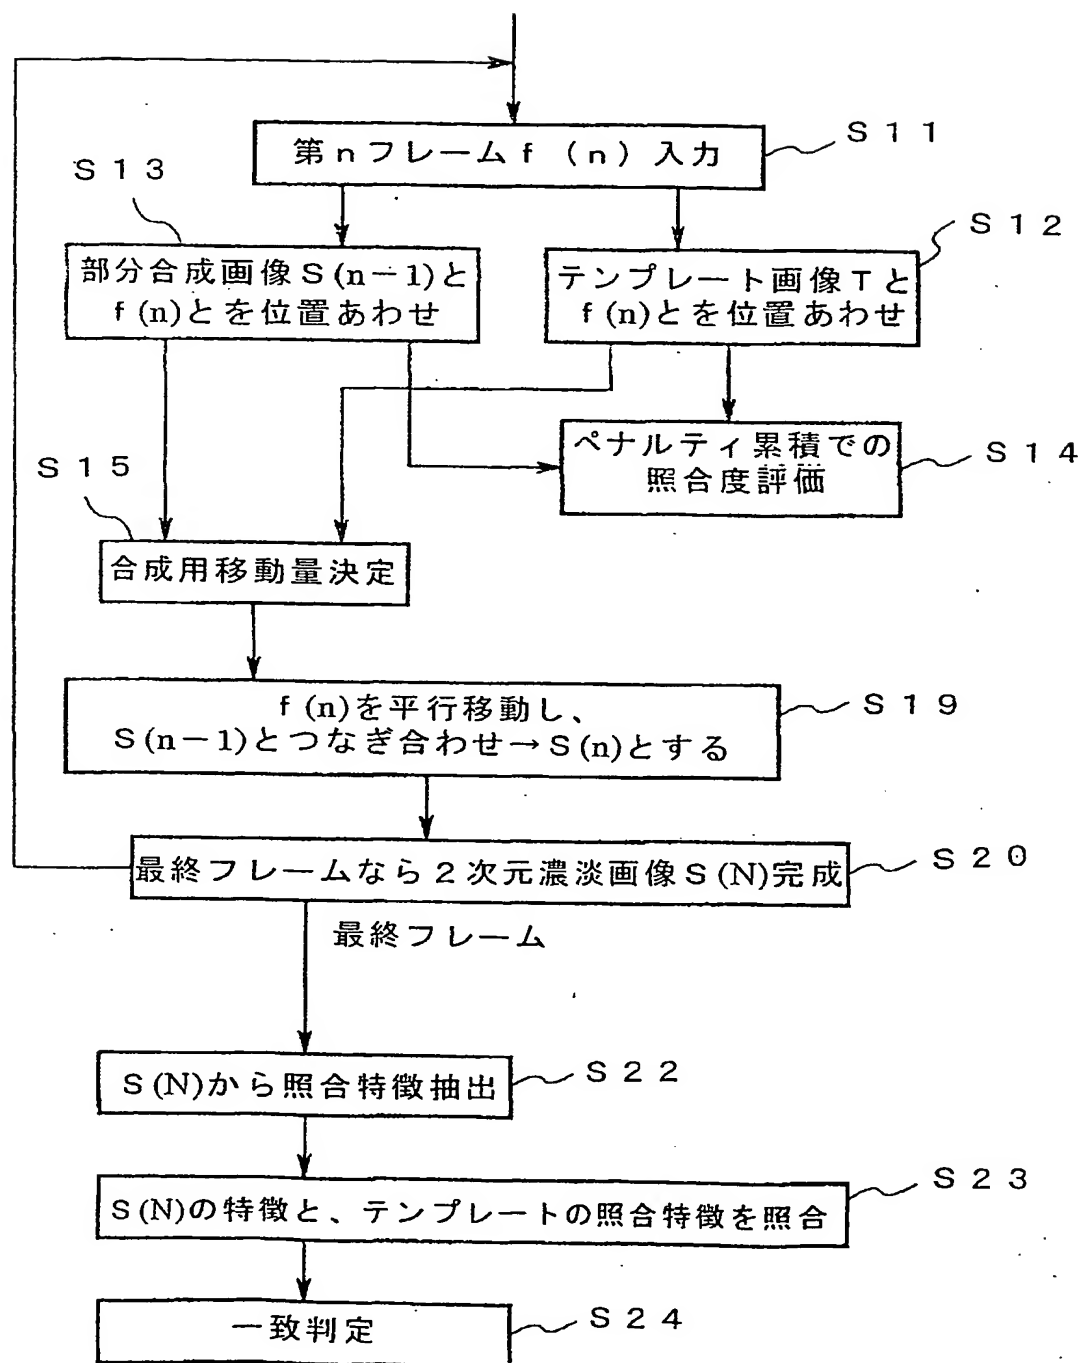 第nフレームf(n)入力
S11
S13
部分合成画像S(n-1)と
f(n)とを位置あわせ
S12
テンプレート画像Tと
f(n)とを位置あわせ
ペナルティ累積での
照合度評価
S14
S15
合成用移動量決定
f(n)を平行移動し、
S(n-1)とつなぎ合わせ→S(n)とする
S19
最終フレームなら2次元濃淡画像S(N)完成
S20
最終フレーム
S(N)から照合特徴抽出
S22
S(N)の特徴と、テンプレートの照合特徴を照合
S23
一致判定
S24